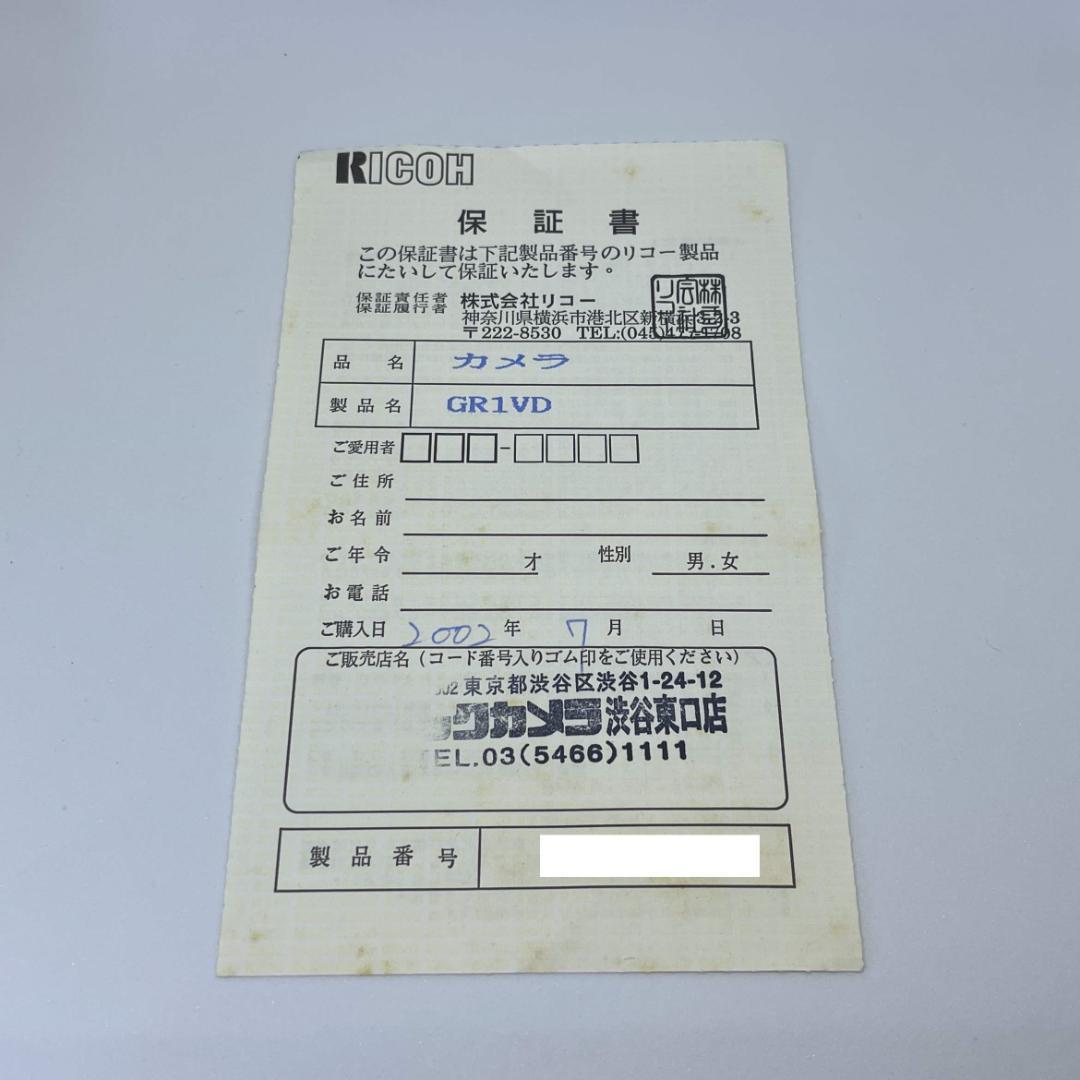 RICOH
保証書
この保証書は下記製品番号のリコー製品
にたいして保証いたします。
保証責任者
保証履行者
株式会社リコー
神奈川県横浜市港北区新横
〒222-8530 TEL:(045)
品名 カメラ
製品名 GR1VD
ご愛用者 □□□-□□□□
ご住所
お名前
ご年令 才 性別 男.女
お電話
ご購入日 2002年 7月 日
ご販売店名(コード番号入りゴム印をご使用ください)
東京都渋谷区渋谷1-24-12
クカメラ渋谷東口店
EL.03(5466)1111
製品番号